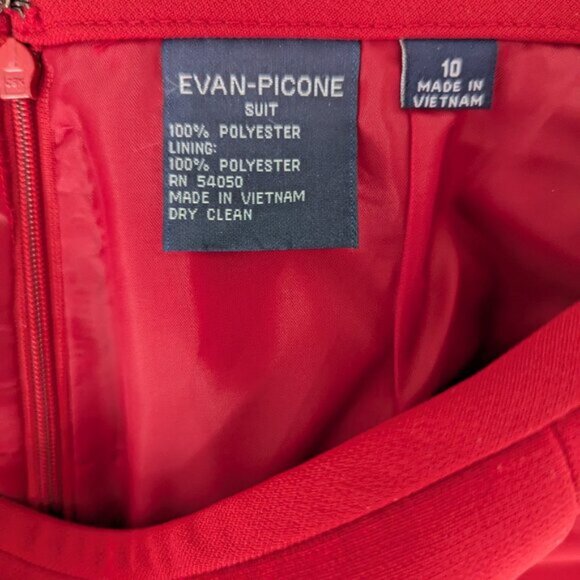 EVAN-PICONE
SUIT
100% POLYESTER
LINING:
100% POLYESTER
RN 54050
MADE IN VIETNAM
DRY CLEAN
10
MADE IN
VIETNAM